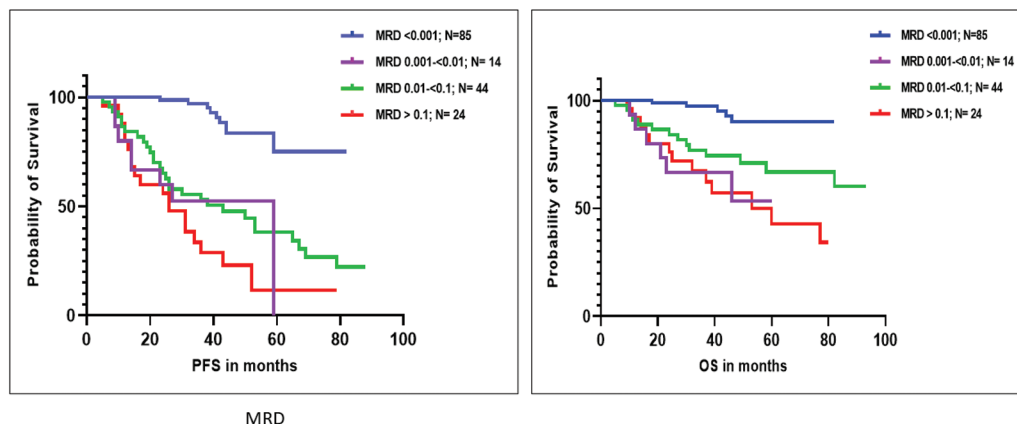 MRD <0.001; N=85
MRD 0.001-<0.01; N= 14
MRD 0.01-<0.1; N= 44
MRD > 0.1; N= 24
Probability of Survival
100
50
0
0 20 40 60 80 100
PFS in months
MRD <0.001; N=85
MRD 0.001-<0.01; N= 14
MRD 0.01-<0.1; N= 44
MRD > 0.1; N= 24
Probability of Survival
100
50
0
0 20 40 60 80 100
OS in months
MRD